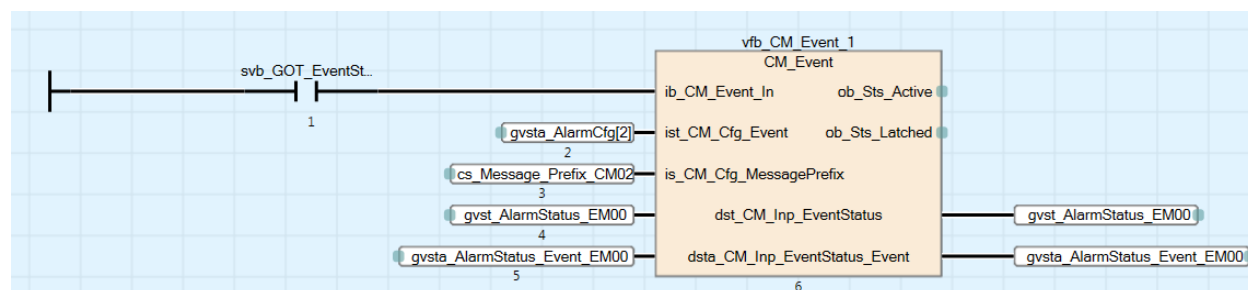 vfb_CM_Event_1
CM_Event
svb_GOT_EventSt...
1
ib_CM_Event_In
ob_Sts_Active
gvsta_AlarmCfg[2]
2
ist_CM_Cfg_Event
ob_Sts_Latched
cs_Message_Prefix_CM02
3
is_CM_Cfg_MessagePrefix
gvst_AlarmStatus_EM00
4
dst_CM_Inp_EventStatus
gvst_AlarmStatus_EM00
gvsta_AlarmStatus_Event_EM00
5
dsta_CM_Inp_EventStatus_Event
gvsta_AlarmStatus_Event_EM00
6